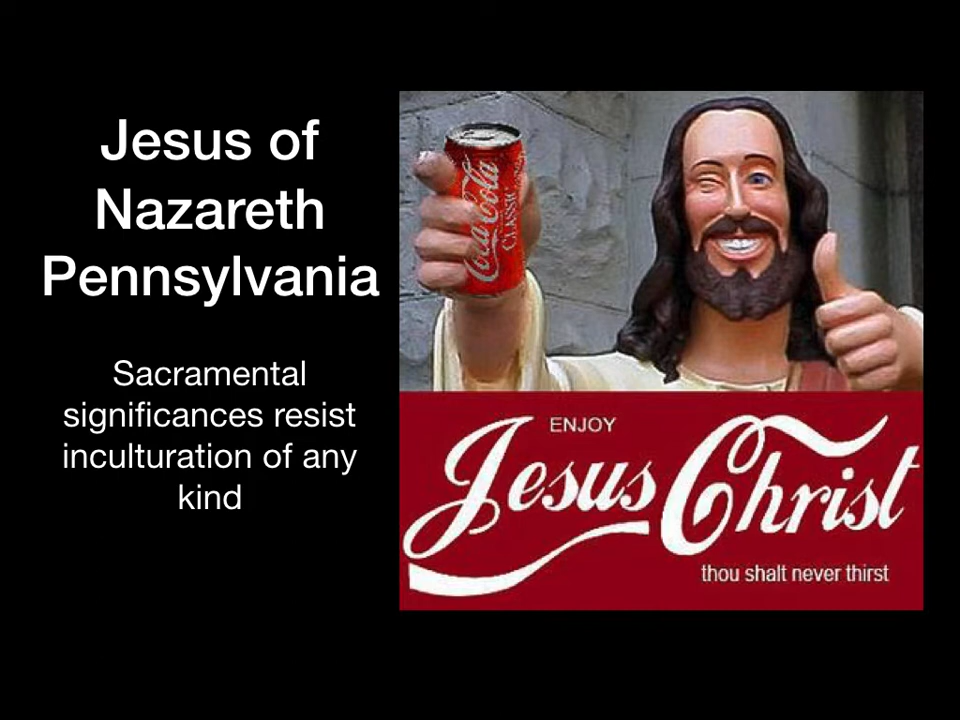 Jesus of
Nazareth
Pennsylvania
Sacramental
significances resist
inculturation of any
kind
Coca-Cola
CLASSIC
ENJOY
Jesus Christ
thou shalt never thirst